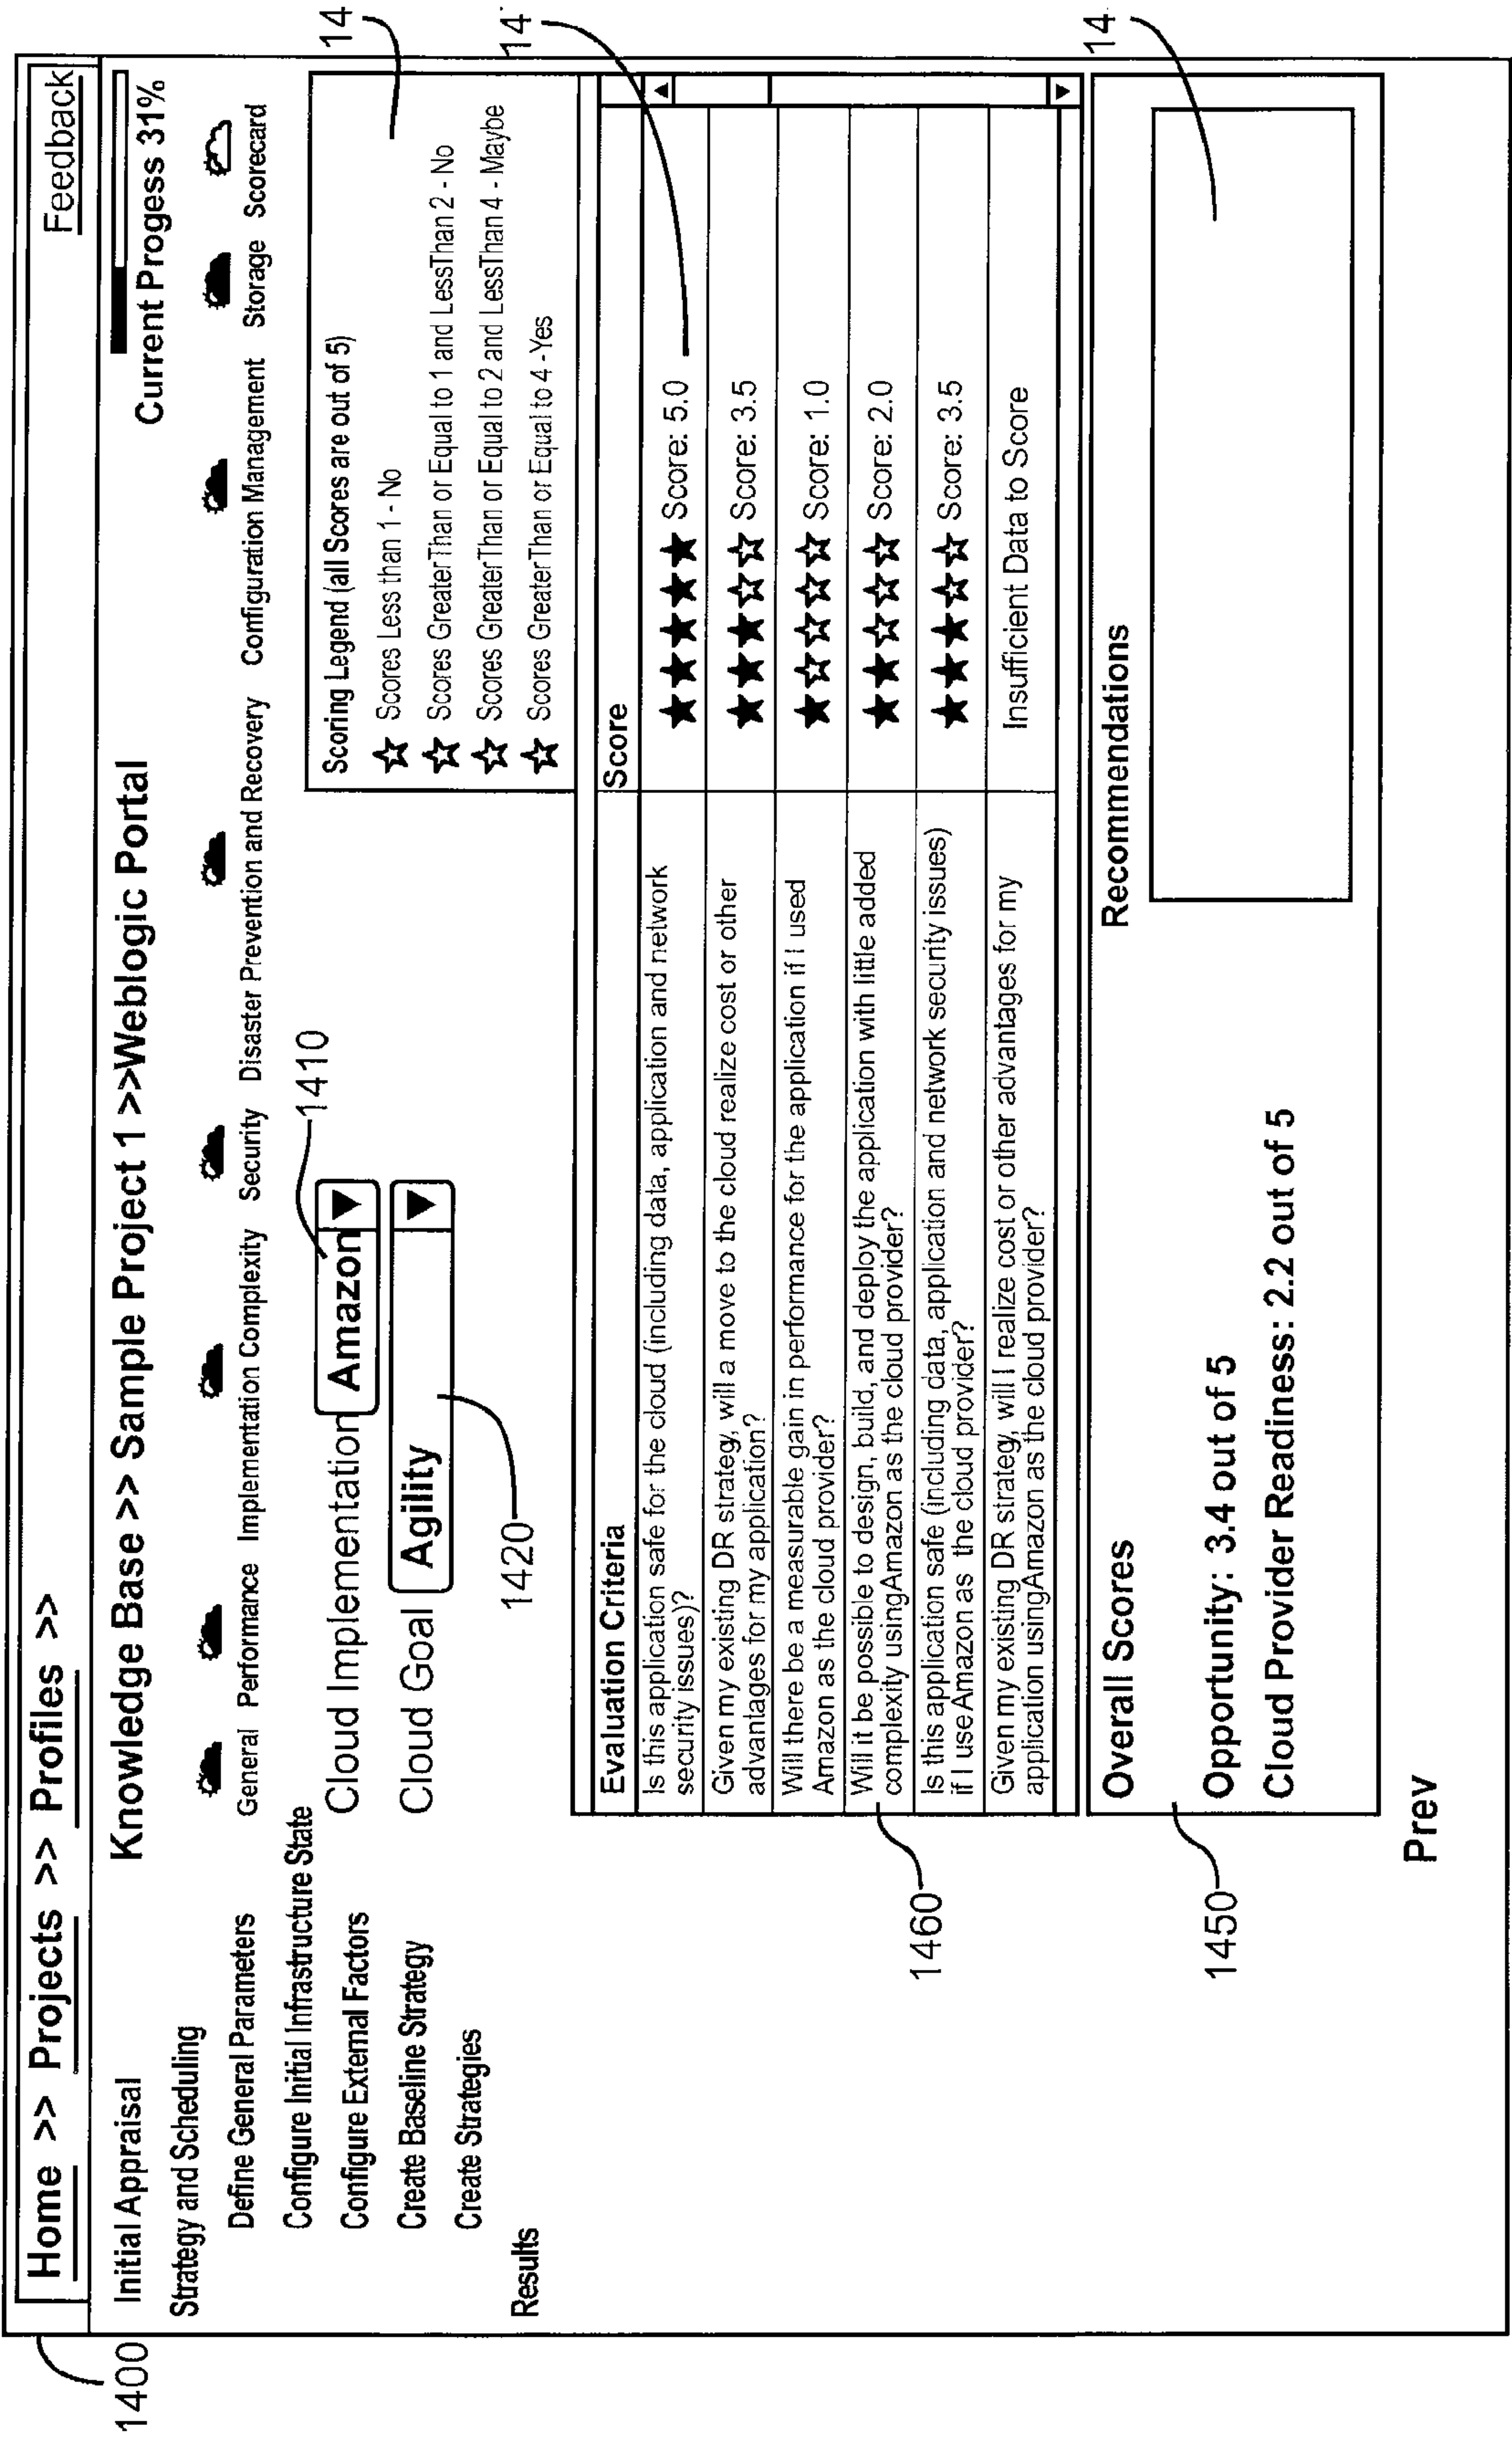 1400
Home >> Projects >> Profiles >>
Feedback
Initial Appraisal
Strategy and Scheduling
Define General Parameters
Configure Initial Infrastructure State
Configure External Factors
Create Baseline Strategy
Create Strategies
Results
Knowledge Base >> Sample Project 1 >>Weblogic Portal
Current Progess 31%
General Performance Implementation Complexity Security Disaster Prevention and Recovery Configuration Management Storage Scorecard
Cloud Implementation Amazon
1410
Cloud Goal Agility
1420
Scoring Legend (all Scores are out of 5)
Scores Less than 1 - No
Scores GreaterThan or Equal to 1 and LessThan 2 - No
Scores GreaterThan or Equal to 2 and LessThan 4 - Maybe
Scores GreaterThan or Equal to 4 -Yes
14
Evaluation Criteria Score
Is this application safe for the cloud (including data, application and network
security issues)?
Score: 5.0
14
Given my existing DR strategy, will a move to the cloud realize cost or other
advantages for my application?
Score: 3.5
Will there be a measurable gain in performance for the application if I used
Amazon as the cloud provider?
Score: 1.0
Will it be possible to design, build, and deploy the application with little added
complexity usingAmazon as the cloud provider?
Score: 2.0
1460
Is this application safe (including data, application and network security issues)
if I useAmazon as the cloud provider?
Score: 3.5
Given my existing DR strategy, will I realize cost or other advantages for my
application usingAmazon as the cloud provider?
Insufficient Data to Score
Overall Scores
Recommendations
14
1450
Opportunity: 3.4 out of 5
Cloud Provider Readiness: 2.2 out of 5
Prev